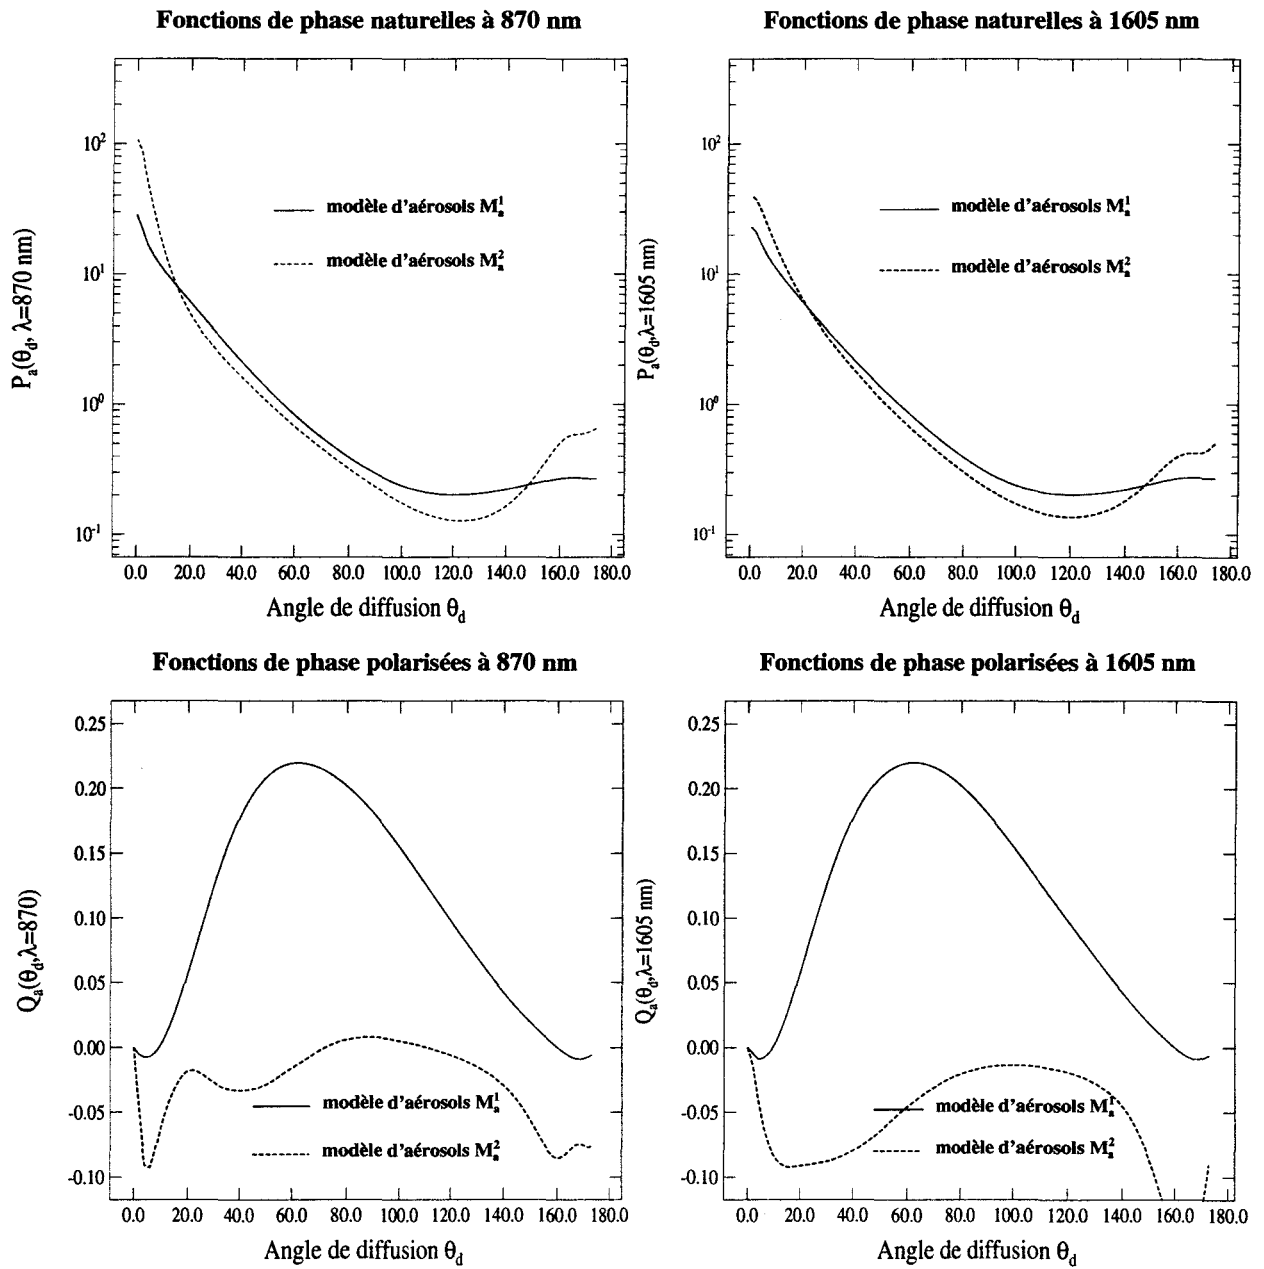 Fonctions de phase naturelles à 870 nm
P_a(θ_d, λ=870 nm)
10²
10¹
10⁰
10⁻¹
modèle d'aérosols M_a^1
modèle d'aérosols M_a^2
0.0 20.0 40.0 60.0 80.0 100.0 120.0 140.0 160.0 180.0
Angle de diffusion θ_d
Fonctions de phase naturelles à 1605 nm
P_a(θ_d,λ=1605 nm)
10²
10¹
10⁰
10⁻¹
modèle d'aérosols M_a^1
modèle d'aérosols M_a^2
0.0 20.0 40.0 60.0 80.0 100.0 120.0 140.0 160.0 180.0
Angle de diffusion θ_d
Fonctions de phase polarisées à 870 nm
Q_a(θ_d,λ=870)
0.25
0.20
0.15
0.10
0.05
0.00
-0.05
-0.10
modèle d'aérosols M_a^1
modèle d'aérosols M_a^2
0.0 20.0 40.0 60.0 80.0 100.0 120.0 140.0 160.0 180.0
Angle de diffusion θ_d
Fonctions de phase polarisées à 1605 nm
Q_a(θ_d,λ=1605 nm)
0.25
0.20
0.15
0.10
0.05
0.00
-0.05
-0.10
modèle d'aérosols M_a^1
modèle d'aérosols M_a^2
0.0 20.0 40.0 60.0 80.0 100.0 120.0 140.0 160.0 180.0
Angle de diffusion θ_d